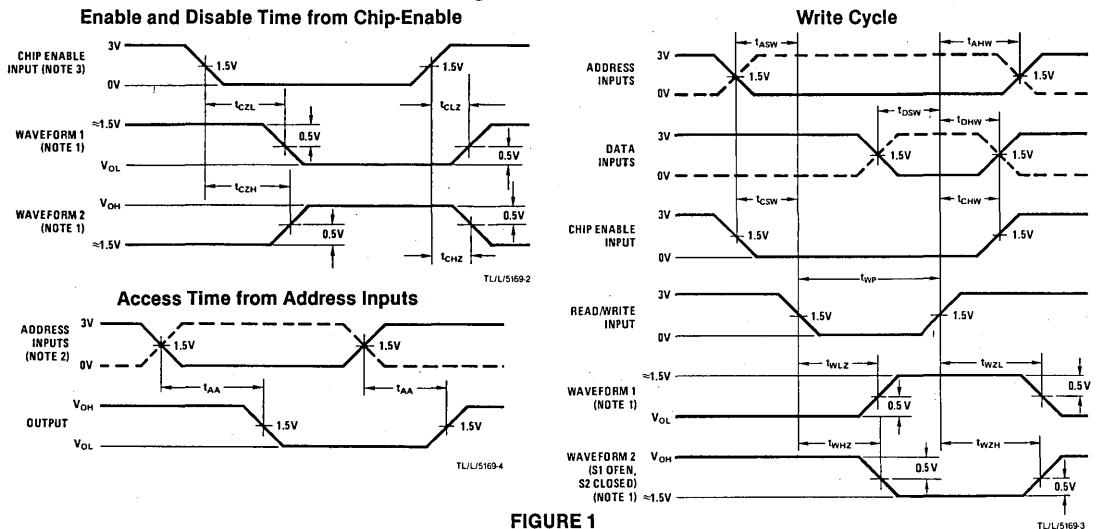 Enable and Disable Time from Chip-Enable
CHIP ENABLE
INPUT (NOTE 3)
3V
0V
1.5V
1.5V
tCZL
tCLZ
WAVEFORM 1
(NOTE 1)
≈1.5V
VOL
0.5V
0.5V
tCZH
WAVEFORM 2
(NOTE 1)
VOH
≈1.5V
0.5V
0.5V
tCHZ
TL/L/5169-2
Access Time from Address Inputs
ADDRESS
INPUTS
(NOTE 2)
3V
0V
1.5V
1.5V
tAA
tAA
OUTPUT
VOH
VOL
1.5V
1.5V
TL/L/5169-4
Write Cycle
tASW
tAHW
ADDRESS
INPUTS
3V
0V
1.5V
1.5V
tDSW
tDHW
DATA
INPUTS
3V
0V
1.5V
1.5V
tCSW
tCHW
CHIP ENABLE
INPUT
3V
0V
1.5V
1.5V
tWP
READ/WRITE
INPUT
3V
0V
1.5V
1.5V
tWLZ
tWZL
WAVEFORM 1
(NOTE 1)
≈1.5V
VOL
0.5V
0.5V
tWHZ
tWZH
WAVEFORM 2
(S1 OFEN,
S2 CLOSED)
(NOTE 1)
VOH
≈1.5V
0.5V
0.5V
TL/L/5169-3
FIGURE 1